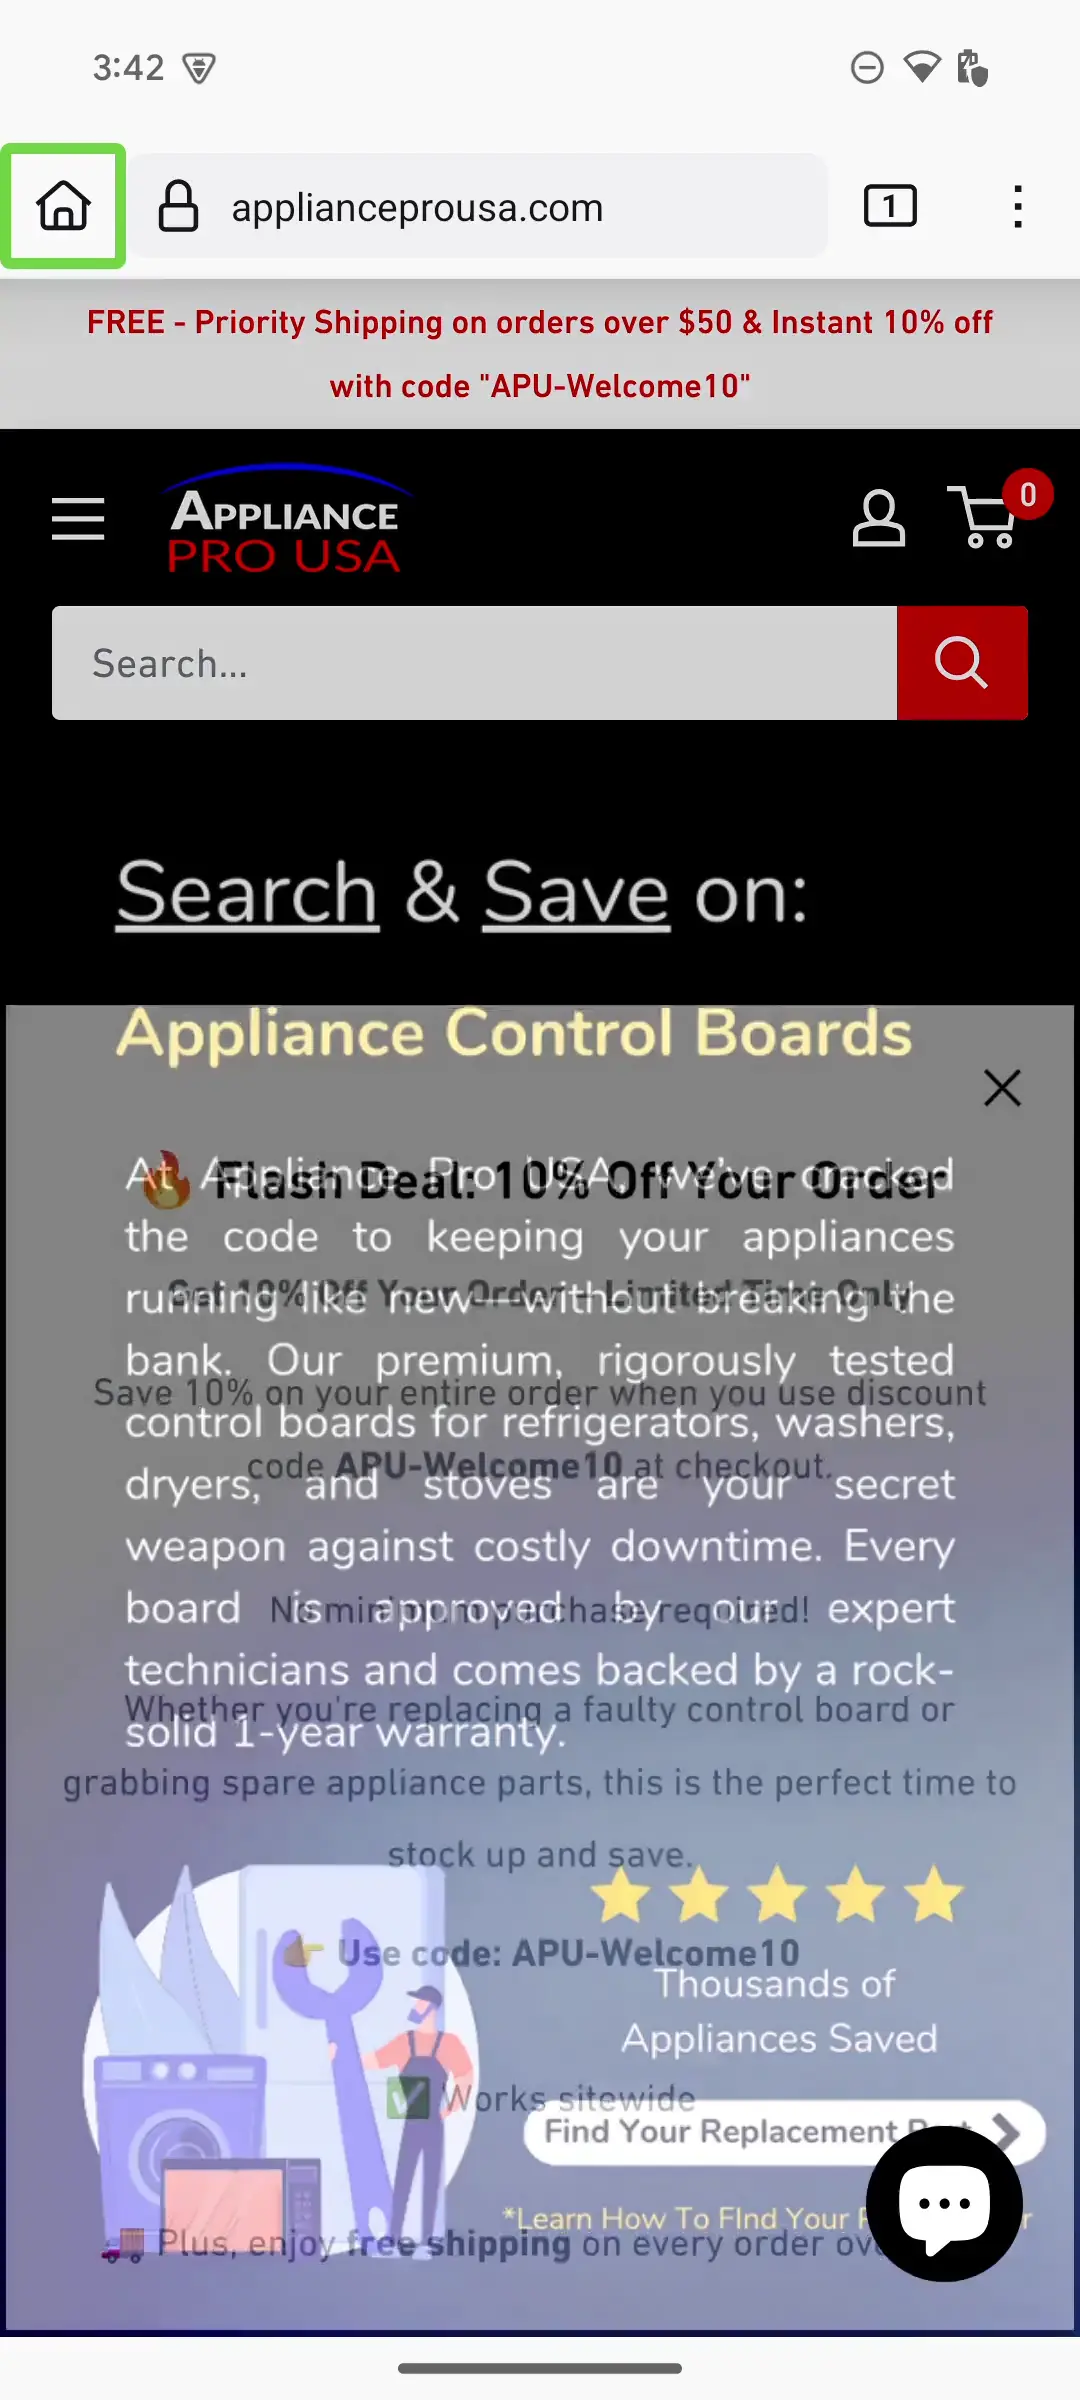 3:42
applianceprousa.com
1
FREE - Priority Shipping on orders over $50 & Instant 10% off
with code "APU-Welcome10"
APPLIANCE
PRO USA
0
Search...
Search & Save on:
Appliance Control Boards
🔥 Flash Deal: 10% Off Your Order
At Appliance Pro USA, we've cracked
the code to keeping your appliances
Get 10% Off Your Order – Limited Time Only
running like new—without breaking the
bank. Our premium, rigorously tested
Save 10% on your entire order when you use discount
control boards for refrigerators, washers,
code APU-Welcome10 at checkout.
dryers, and stoves are your secret
weapon against costly downtime. Every
board is approved by our expert
No minimum purchase required!
technicians and comes backed by a rock-
Whether you're replacing a faulty control board or
solid 1-year warranty.
grabbing spare appliance parts, this is the perfect time to
stock up and save.
👉 Use code: APU-Welcome10
Thousands of
Appliances Saved
✅ Works sitewide
Find Your Replacement
*Learn How To FInd Your
🚚 Plus, enjoy free shipping on every order